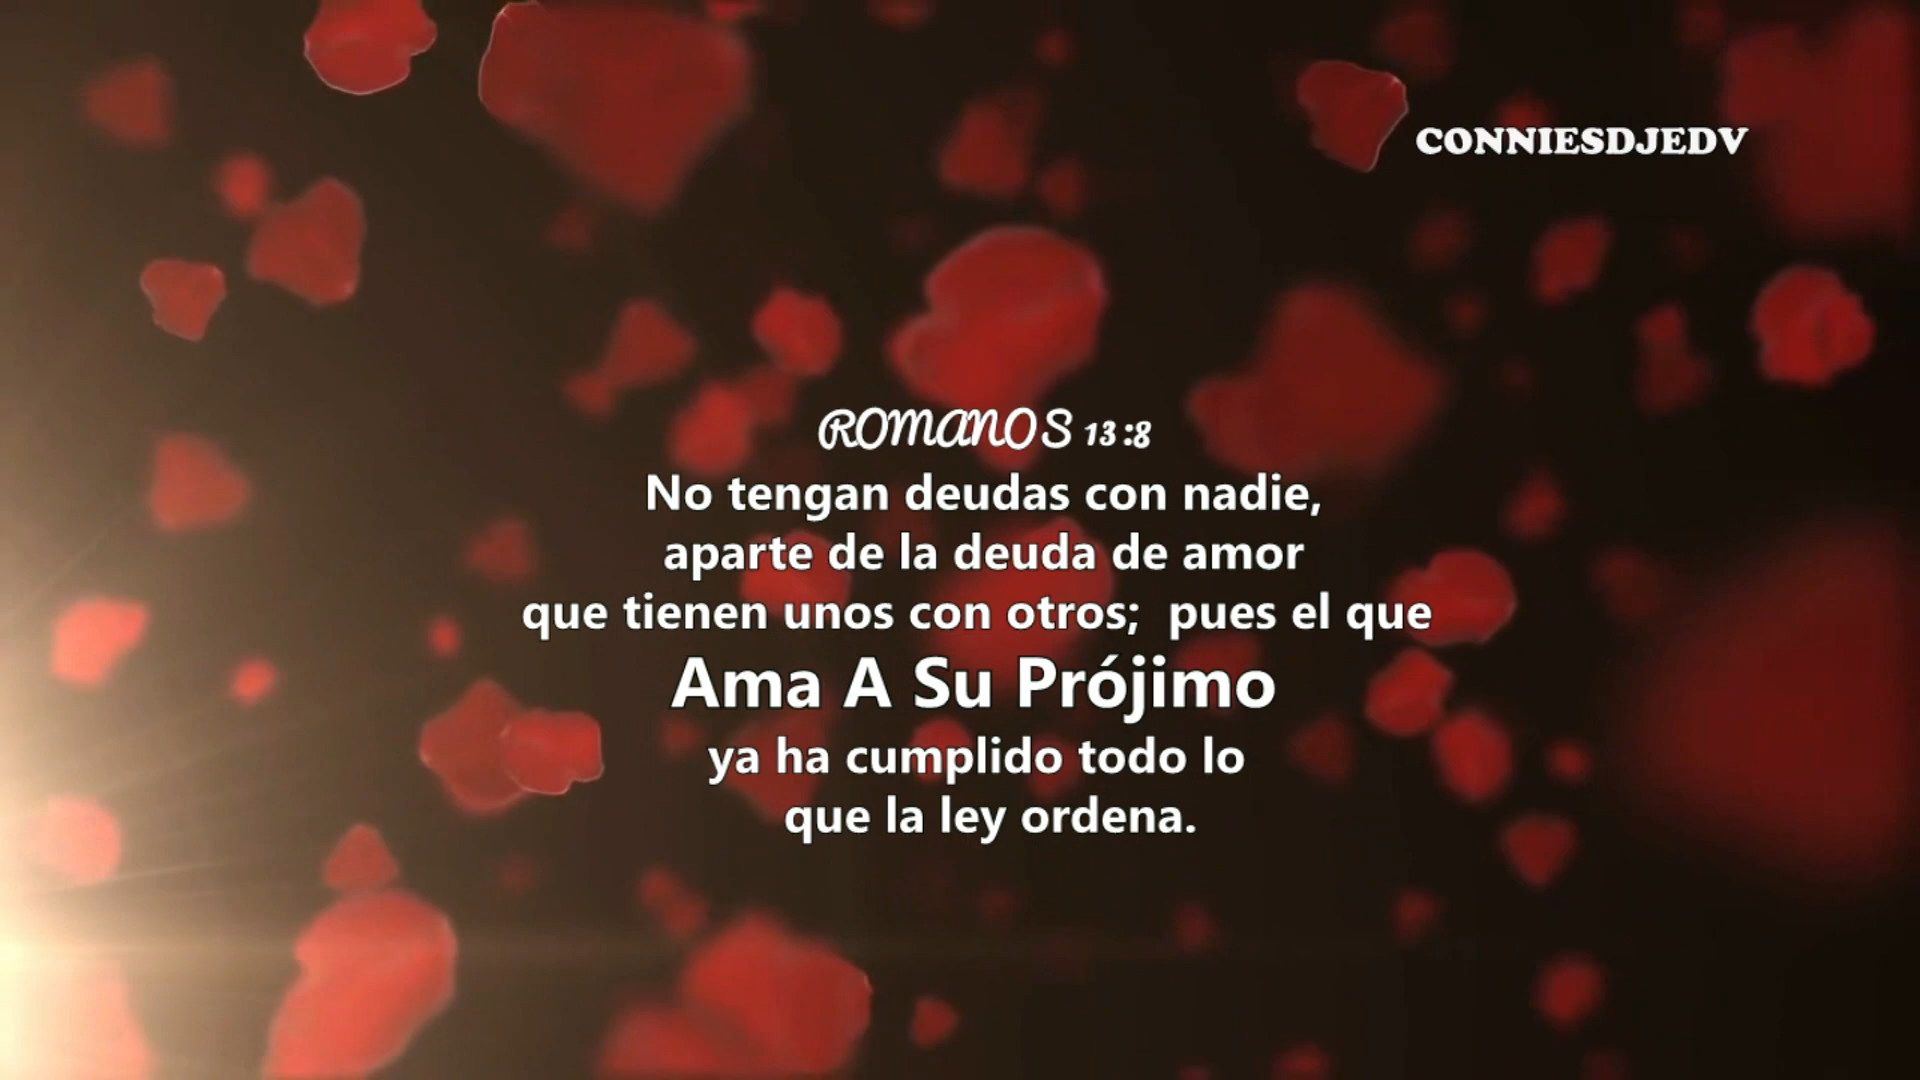 CONNIESDJEDV
ROMANOS 13:8
No tengan deudas con nadie,
aparte de la deuda de amor
que tienen unos con otros; pues el que
Ama A Su Prójimo
ya ha cumplido todo lo
que la ley ordena.